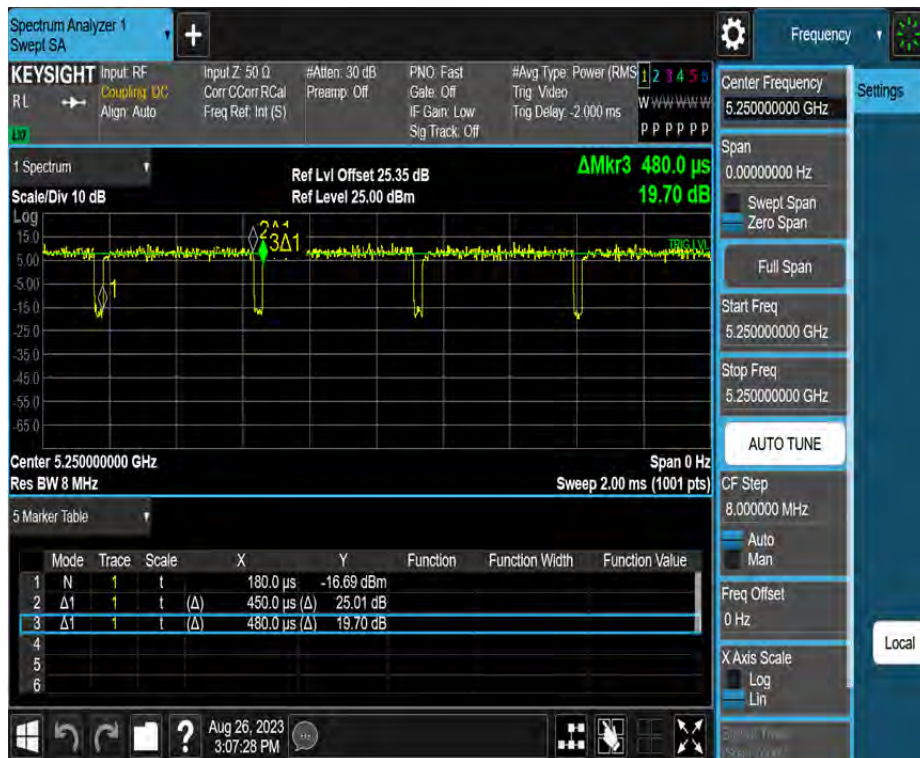 Spectrum Analyzer 1
Swept SA
+
Frequency
Settings
KEYSIGHT
RL
LXI
Input: RF
Coupling: DC
Align: Auto
Input Z: 50 Ω
Corr CCorr RCal
Freq Ref: Int (S)
#Atten: 30 dB
Preamp: Off
PNO: Fast
Gate: Off
IF Gain: Low
Sig Track: Off
#Avg Type: Power (RMS
Trig: Video
Trig Delay: -2.000 ms
1 2 3 4 5 6
W W W W W W
P P P P P P
1 Spectrum
Scale/Div 10 dB
Ref Lvl Offset 25.35 dB
Ref Level 25.00 dBm
ΔMkr3 480.0 µs
19.70 dB
Log
15.0
5.00
-5.00
-15.0
-25.0
-35.0
-45.0
-55.0
-65.0
3Δ1
1
TRIG LVL
Center 5.250000000 GHz
Span 0 Hz
Res BW 8 MHz
Sweep 2.00 ms (1001 pts)
5 Marker Table
Mode Trace Scale X Y Function Function Width Function Value
1 N 1 t 180.0 µs -16.69 dBm
2 Δ1 1 t (Δ) 450.0 µs (Δ) 25.01 dB
3 Δ1 1 t (Δ) 480.0 µs (Δ) 19.70 dB
4
5
6
?
Aug 26, 2023
3:07:28 PM
Center Frequency
5.250000000 GHz
Span
0.00000000 Hz
Swept Span
Zero Span
Full Span
Start Freq
5.250000000 GHz
Stop Freq
5.250000000 GHz
AUTO TUNE
CF Step
8.000000 MHz
Auto
Man
Freq Offset
0 Hz
X Axis Scale
Log
Lin
Local